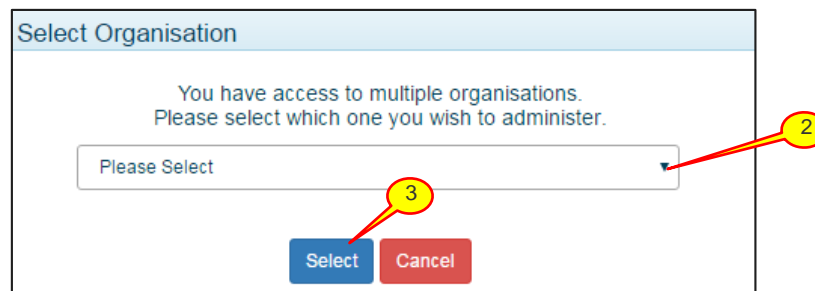 Select Organisation
You have access to multiple organisations.
Please select which one you wish to administer.
2
Please Select
3
Select Cancel